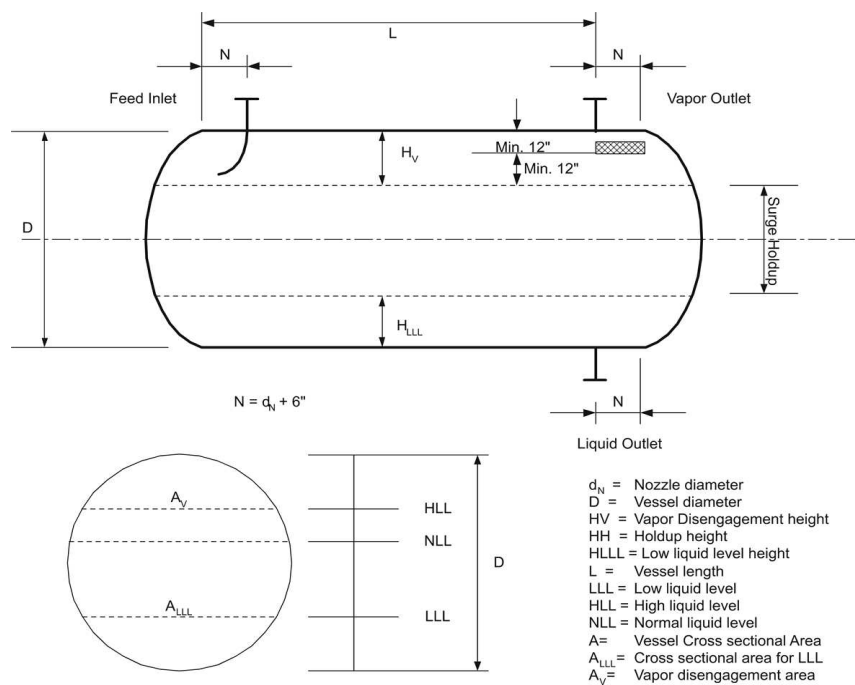 L
N
N
Feed Inlet
Vapor Outlet
H_V
Min. 12"
Min. 12"
D
Surge Holdup
H_LLL
N = d_N + 6"
N
Liquid Outlet
A_V
HLL
NLL
D
A_LLL
LLL
d_N = Nozzle diameter
D = Vessel diameter
HV = Vapor Disengagement height
HH = Holdup height
HLLL = Low liquid level height
L = Vessel length
LLL = Low liquid level
HLL = High liquid level
NLL = Normal liquid level
A= Vessel Cross sectional Area
A_LLL= Cross sectional area for LLL
A_V= Vapor disengagement area